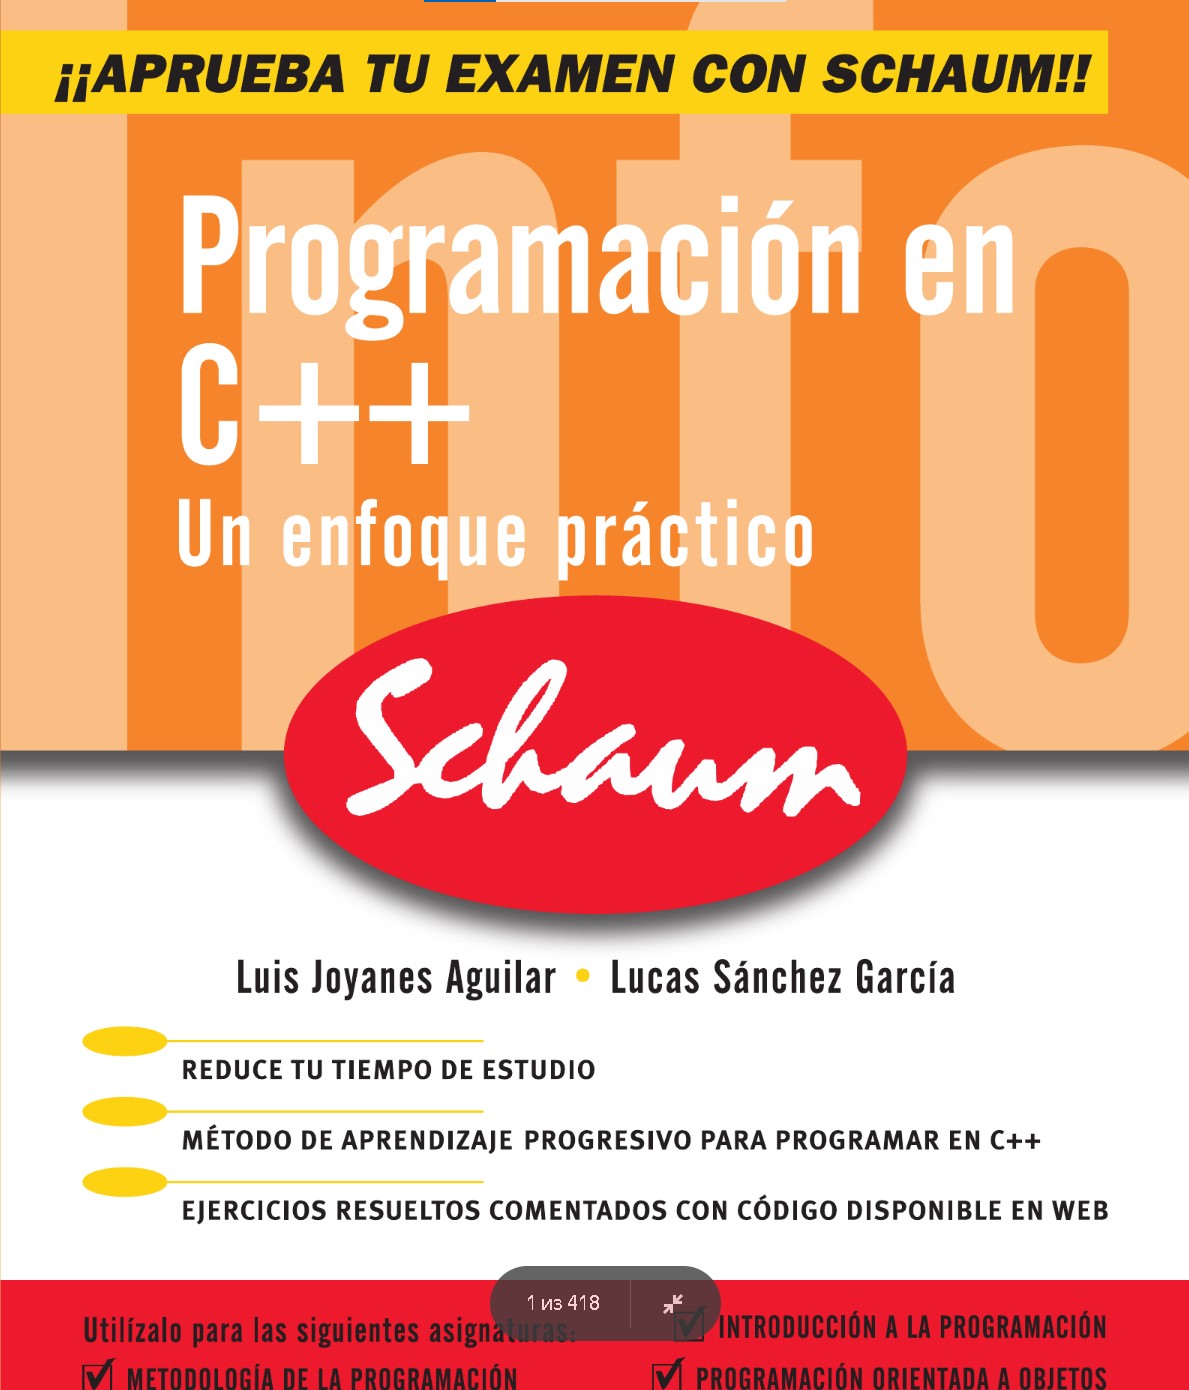 ¡¡APRUEBA TU EXAMEN CON SCHAUM!!
Programación en
C++
Un enfoque práctico
Schaum
Luis Joyanes Aguilar • Lucas Sánchez García
REDUCE TU TIEMPO DE ESTUDIO
MÉTODO DE APRENDIZAJE PROGRESIVO PARA PROGRAMAR EN C++
EJERCICIOS RESUELTOS COMENTADOS CON CÓDIGO DISPONIBLE EN WEB
1 из 418
Utilízalo para las siguientes asignaturas:
INTRODUCCIÓN A LA PROGRAMACIÓN
METODOLOGÍA DE LA PROGRAMACIÓN
PROGRAMACIÓN ORIENTADA A OBJETOS